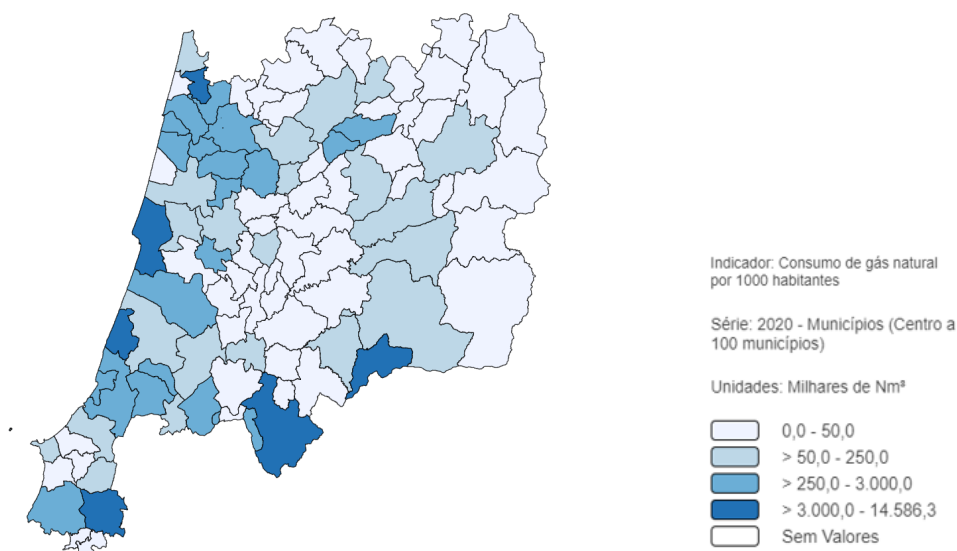 Indicador: Consumo de gás natural
por 1000 habitantes
Série: 2020 - Municípios (Centro a
100 municípios)
Unidades: Milhares de Nm³
0,0 - 50,0
> 50,0 - 250,0
> 250,0 - 3.000,0
> 3.000,0 - 14.586,3
Sem Valores